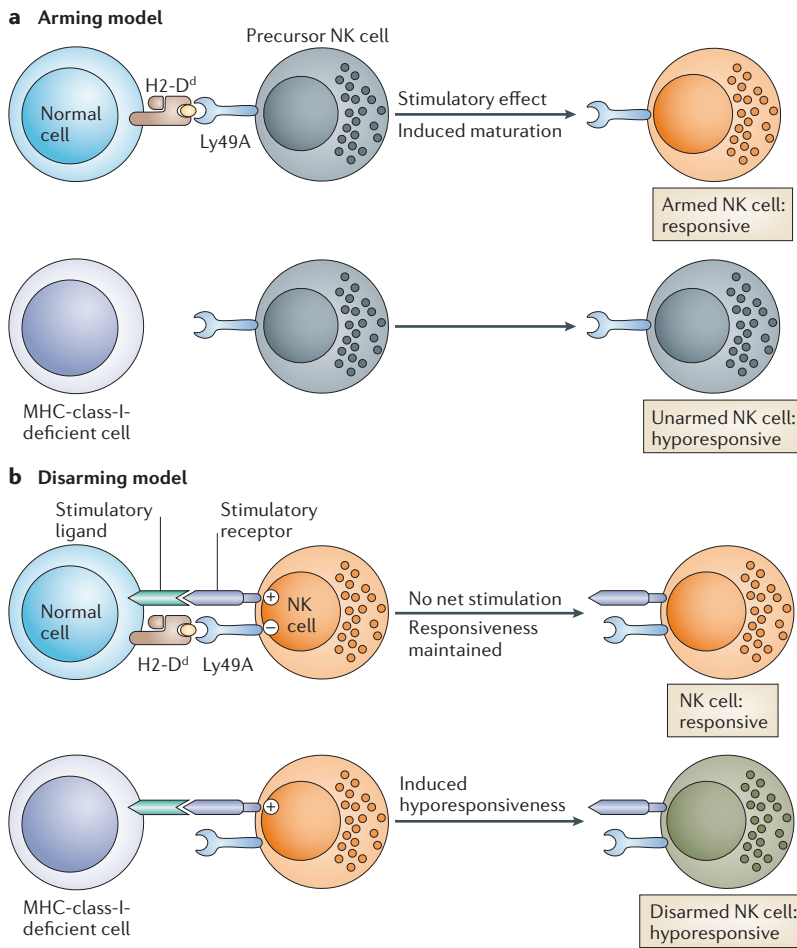 a Arming model
Precursor NK cell
H2-Dᵈ
Normal
cell
Ly49A
Stimulatory effect
Induced maturation
Armed NK cell:
responsive
MHC-class-I-
deficient cell
Unarmed NK cell:
hyporesponsive
b Disarming model
Stimulatory
ligand
Stimulatory
receptor
Normal
cell
+
−
NK
cell
H2-Dᵈ
Ly49A
No net stimulation
Responsiveness
maintained
NK cell:
responsive
+
Induced
hyporesponsiveness
MHC-class-I-
deficient cell
Disarmed NK cell:
hyporesponsive